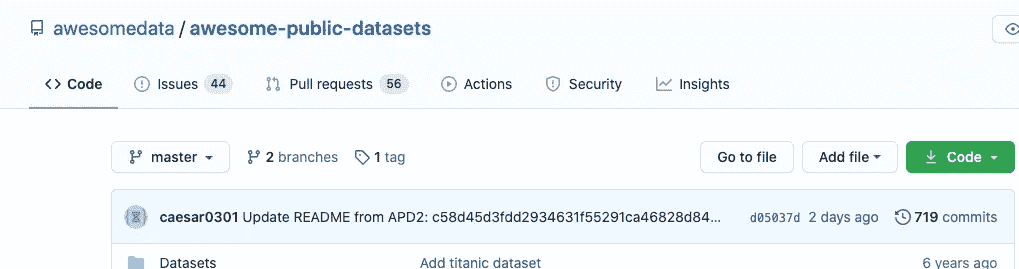 awesomedata / awesome-public-datasets
Code Issues 44 Pull requests 56 Actions Security Insights
master 2 branches 1 tag Go to file Add file Code
caesar0301 Update README from APD2: c58d45d3fdd2934631f55291ca46828d84... d05037d 2 days ago 719 commits
Datasets Add titanic dataset 6 years ago